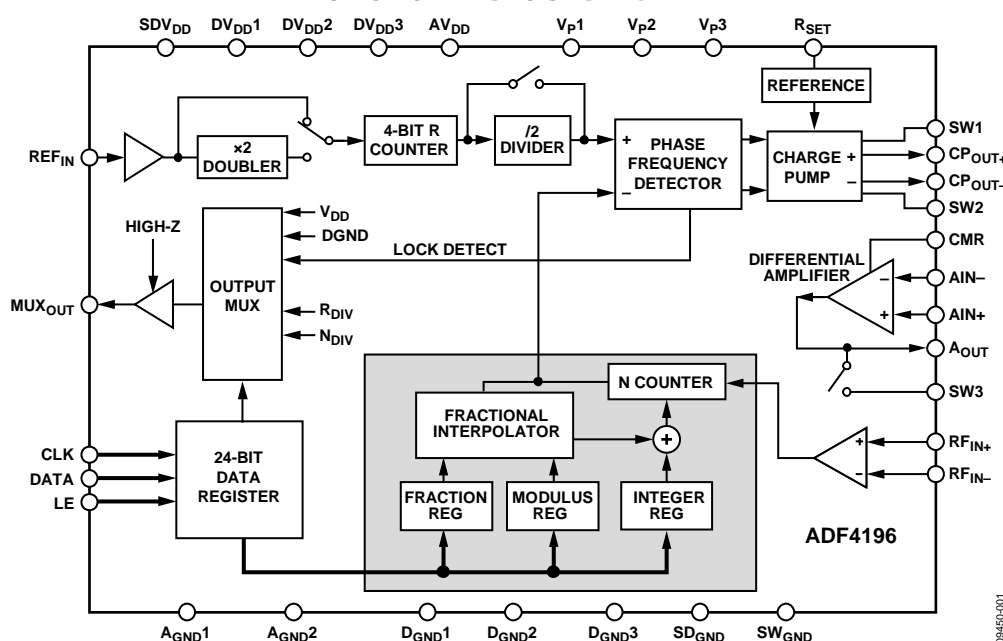 SDVDD DVDD1 DVDD2 DVDD3 AVDD VP1 VP2 VP3 RSET
REFERENCE
4-BIT R
COUNTER
/2
DIVIDER
×2
DOUBLER
REFIN
+
–
PHASE
FREQUENCY
DETECTOR
CHARGE
PUMP
+
–
SW1
CPOUT+
CPOUT–
SW2
HIGH-Z
VDD
DGND
LOCK DETECT
OUTPUT
MUX
MUXOUT
RDIV
NDIV
DIFFERENTIAL
AMPLIFIER
–
+
CMR
AIN–
AIN+
AOUT
SW3
N COUNTER
FRACTIONAL
INTERPOLATOR
+
+
–
RFIN+
RFIN–
CLK
DATA
LE
24-BIT
DATA
REGISTER
FRACTION
REG
MODULUS
REG
INTEGER
REG
ADF4196
AGND1 AGND2 DGND1 DGND2 DGND3 SDGND SWGND
09450-001